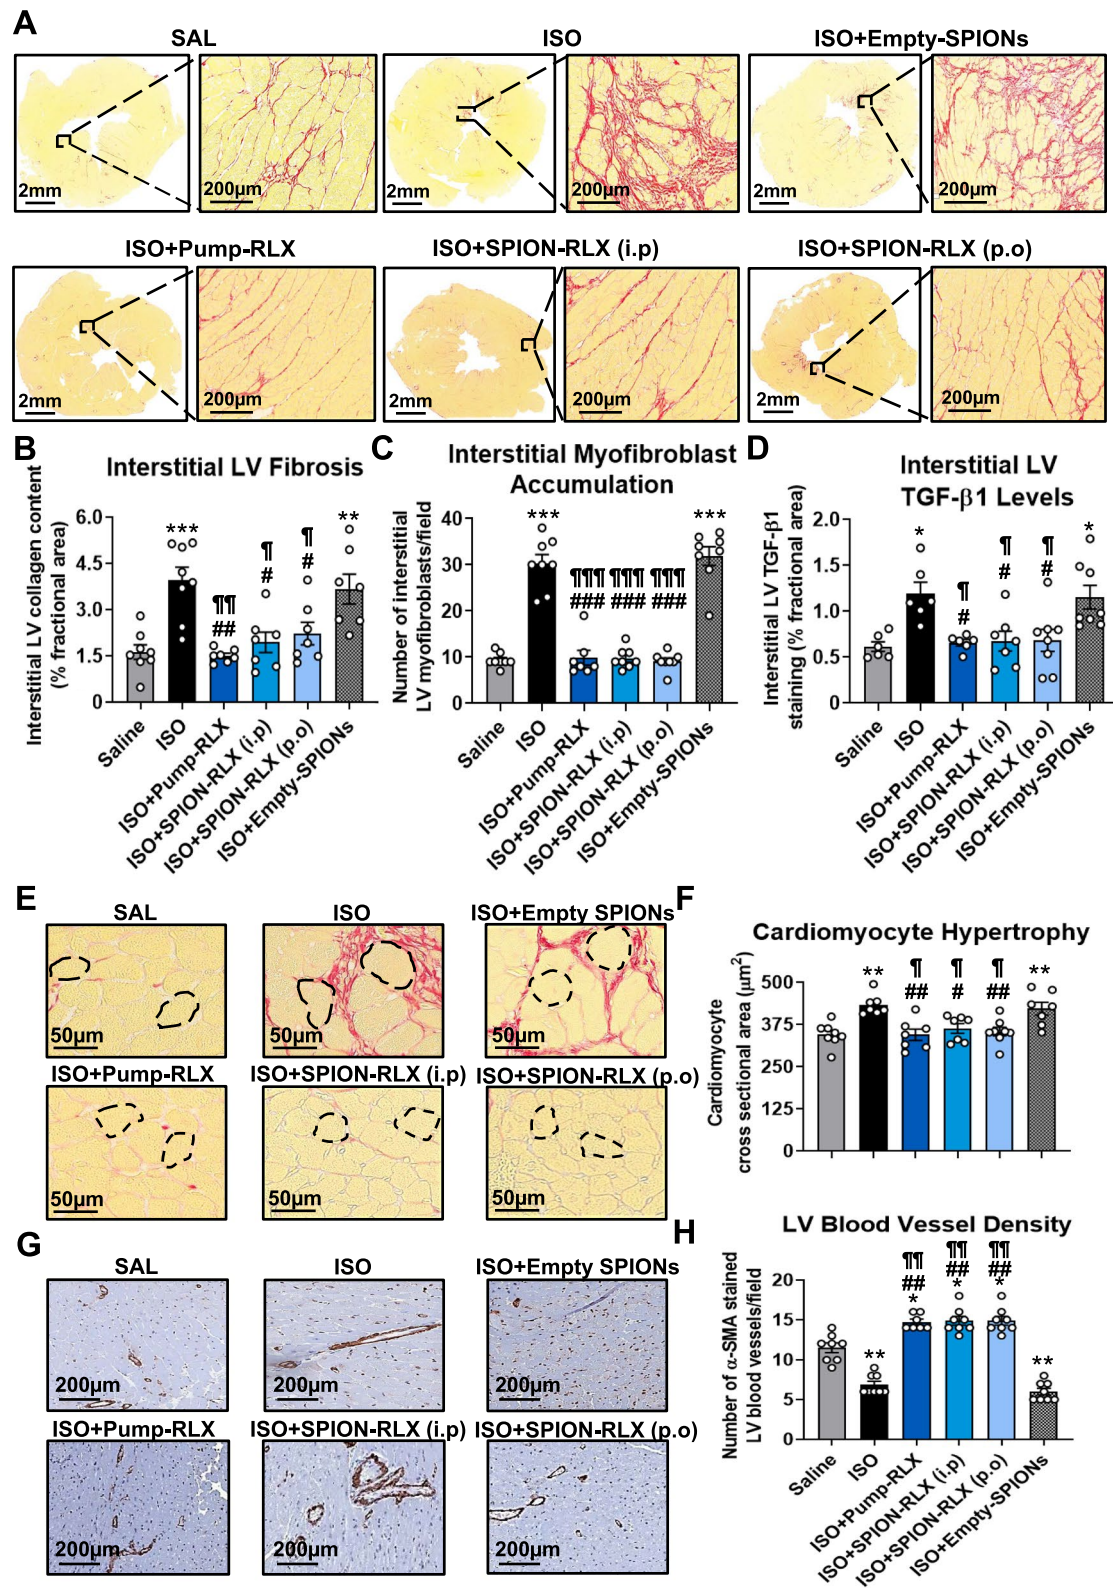 A
SAL
ISO
ISO+Empty-SPIONs
2mm
200µm
2mm
200µm
2mm
200µm
ISO+Pump-RLX
ISO+SPION-RLX (i.p)
ISO+SPION-RLX (p.o)
2mm
200µm
2mm
200µm
2mm
200µm
B
Interstitial LV Fibrosis
Interstitial LV collagen content
(% fractional area)
6.0
4.5
3.0
1.5
0
***
¶¶
##
¶
#
¶
#
**
Saline
ISO
ISO+Pump-RLX
ISO+SPION-RLX (i.p)
ISO+SPION-RLX (p.o)
ISO+Empty-SPIONs
C
Interstitial Myofibroblast
Accumulation
Number of interstitial
LV myofibroblasts/field
40
30
20
10
0
***
¶¶¶
###
¶¶¶
###
¶¶¶
###
***
Saline
ISO
ISO+Pump-RLX
ISO+SPION-RLX (i.p)
ISO+SPION-RLX (p.o)
ISO+Empty-SPIONs
D
Interstitial LV
TGF-β1 Levels
Interstitial LV TGF-β1
staining (% fractional area)
2.0
1.5
1.0
0.5
0
*
¶
#
¶
#
¶
#
*
Saline
ISO
ISO+Pump-RLX
ISO+SPION-RLX (i.p)
ISO+SPION-RLX (p.o)
ISO+Empty-SPIONs
E
SAL
ISO
ISO+Empty SPIONs
50µm
50µm
50µm
ISO+Pump-RLX
ISO+SPION-RLX (i.p)
ISO+SPION-RLX (p.o)
50µm
50µm
50µm
F
Cardiomyocyte Hypertrophy
Cardiomyocyte
cross sectional area (µm²)
500
375
250
125
0
**
¶
##
¶
#
¶
##
**
G
SAL
ISO
ISO+Empty SPIONs
200µm
200µm
200µm
ISO+Pump-RLX
ISO+SPION-RLX (i.p)
ISO+SPION-RLX (p.o)
200µm
200µm
200µm
H
LV Blood Vessel Density
Number of α-SMA stained
LV blood vessels/field
20
15
10
5
0
**
¶¶
##
*
¶¶
##
*
¶¶
##
*
**
Saline
ISO
ISO+Pump-RLX
ISO+SPION-RLX (i.p)
ISO+SPION-RLX (p.o)
ISO+Empty-SPIONs